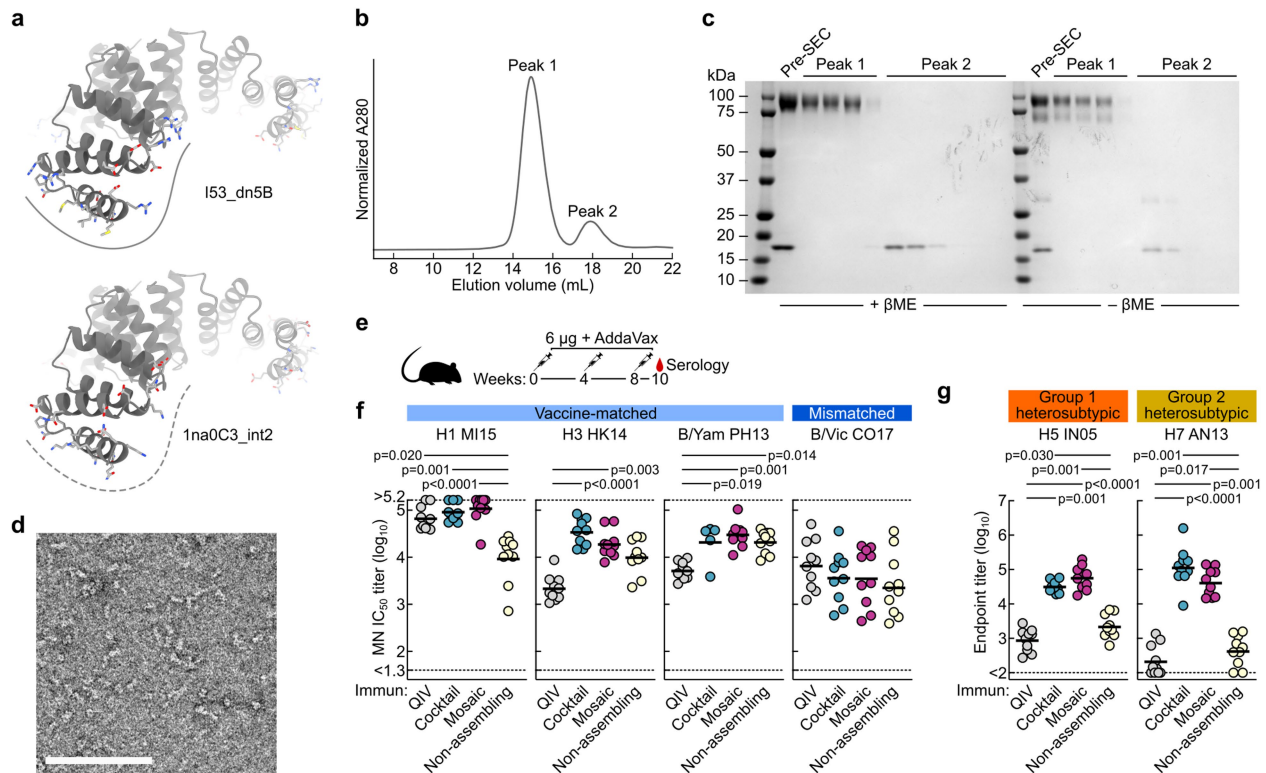 a
I53_dn5B
1na0C3_int2
b
Normalized A280
Peak 1
Peak 2
8 10 12 14 16 18 20 22
Elution volume (mL)
c
Pre-SEC Peak 1 Peak 2 Pre-SEC Peak 1 Peak 2
kDa
100
75
50
37
25
20
15
10
+ βME − βME
d
e
6 µg + AddaVax
Serology
Weeks: 0 4 8 10
f
Vaccine-matched Mismatched
H1 MI15 H3 HK14 B/Yam PH13 B/Vic CO17
p=0.020
p=0.001
p<0.0001
p=0.003
p<0.0001
p=0.014
p=0.001
p=0.019
MN IC50 titer (log10)
>5.2
5
4
3
2
<1.3
Immun:
QIV Cocktail Mosaic Non-assembling
QIV Cocktail Mosaic Non-assembling
QIV Cocktail Mosaic Non-assembling
QIV Cocktail Mosaic Non-assembling
g
Group 1 heterosubtypic
Group 2 heterosubtypic
H5 IN05 H7 AN13
p=0.030
p=0.001
p<0.0001
p=0.001
p=0.001
p=0.017
p=0.001
p<0.0001
Endpoint titer (log10)
7
6
5
4
3
<2
Immun:
QIV Cocktail Mosaic Non-assembling
QIV Cocktail Mosaic Non-assembling